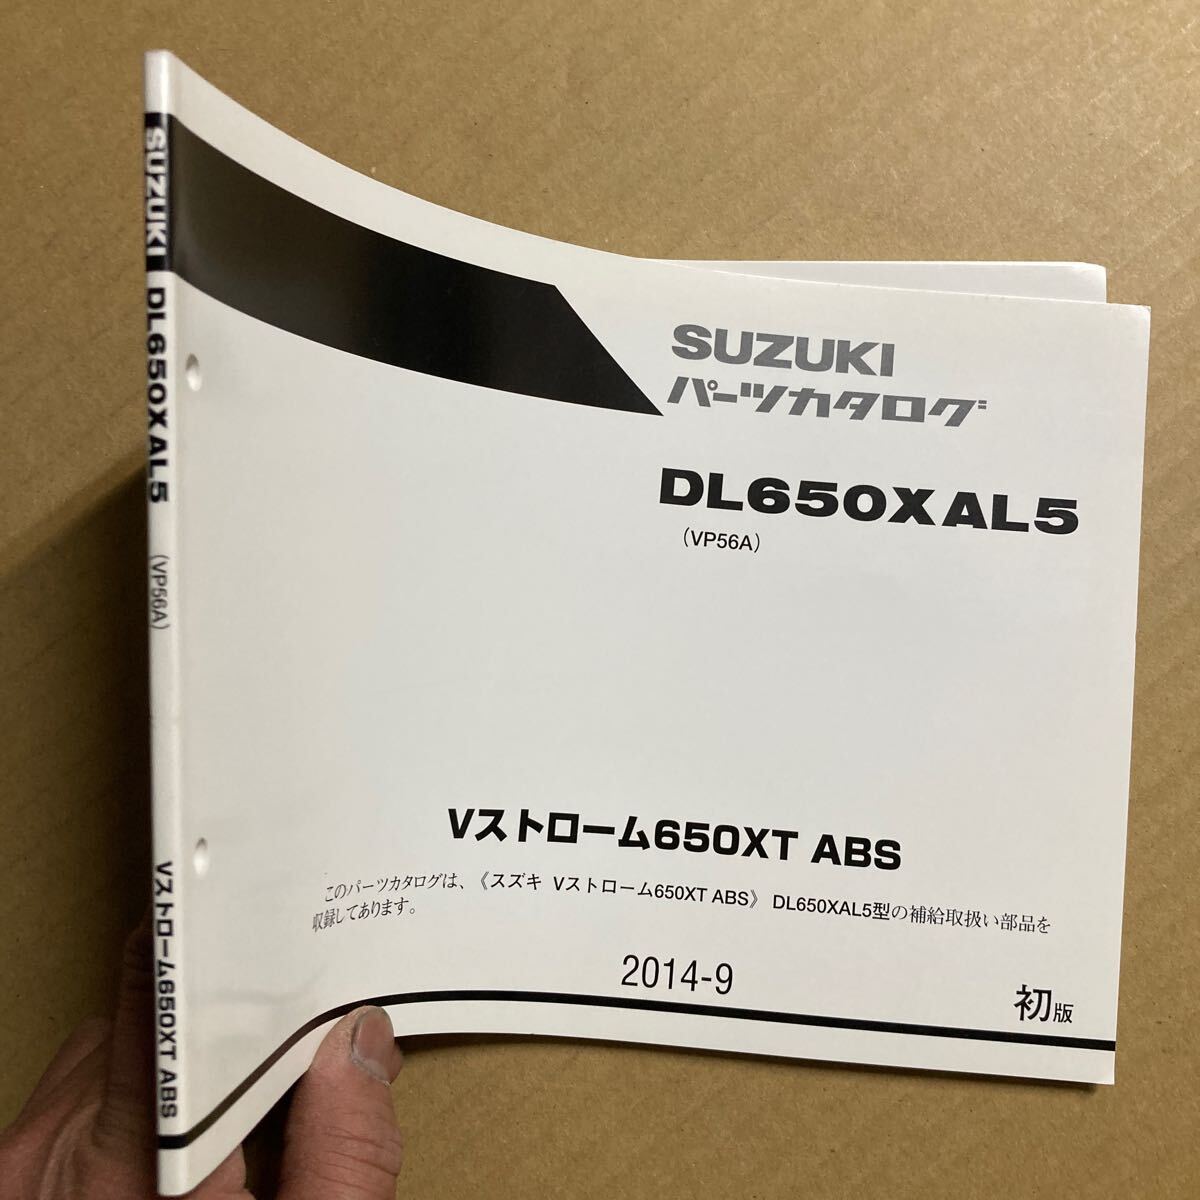 SUZUKI DL650XAL5 (VP56A) Vストローム650XT ABS
SUZUKI
パーツカタログ
DL650XAL5
(VP56A)
Vストローム650XT ABS
このパーツカタログは、《スズキ Vストローム650XT ABS》 DL650XAL5型の補給取扱い部品を
収録してあります。
2014-9
初版